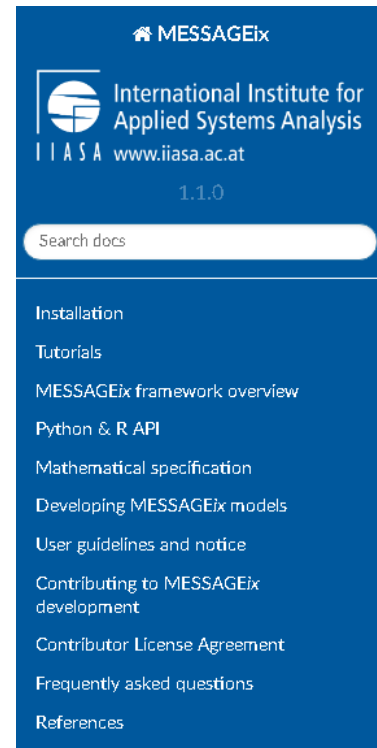 MESSAGEix
International Institute for
Applied Systems Analysis
IIASA www.iiasa.ac.at
1.1.0
Search docs
Installation
Tutorials
MESSAGEix framework overview
Python & R API
Mathematical specification
Developing MESSAGEix models
User guidelines and notice
Contributing to MESSAGEix
development
Contributor License Agreement
Frequently asked questions
References